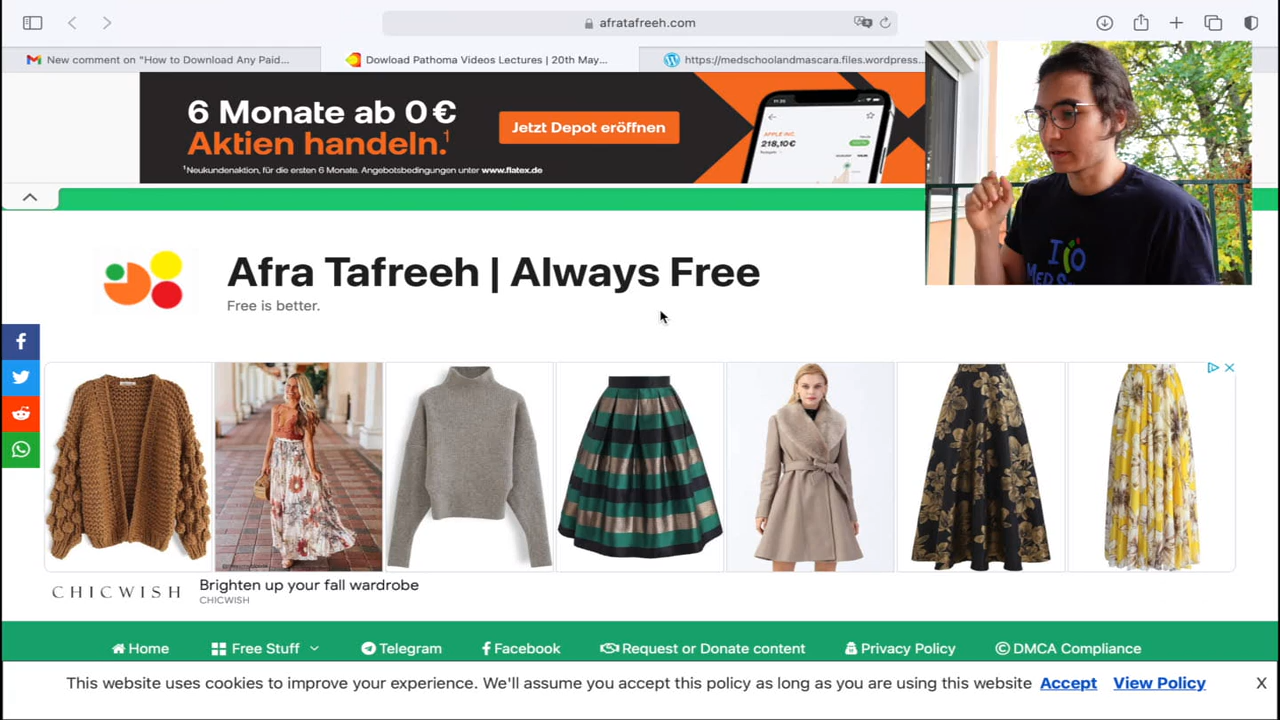 afratafreeh.com
New comment on "How to Download Any Paid...
Dowload Pathoma Videos Lectures | 20th May...
https://medschoolandmascara.files.wordpress...
6 Monate ab 0 €
Aktien handeln.¹
Jetzt Depot eröffnen
¹Neukundenaktion, für die ersten 6 Monate. Angebotsbedingungen unter www.flatex.de
APPLE INC.
218,10€
Afra Tafreeh | Always Free
Free is better.
CHICWISH
Brighten up your fall wardrobe
CHICWISH
Home
Free Stuff
Telegram
Facebook
Request or Donate content
Privacy Policy
DMCA Compliance
This website uses cookies to improve your experience. We'll assume you accept this policy as long as you are using this website Accept View Policy X